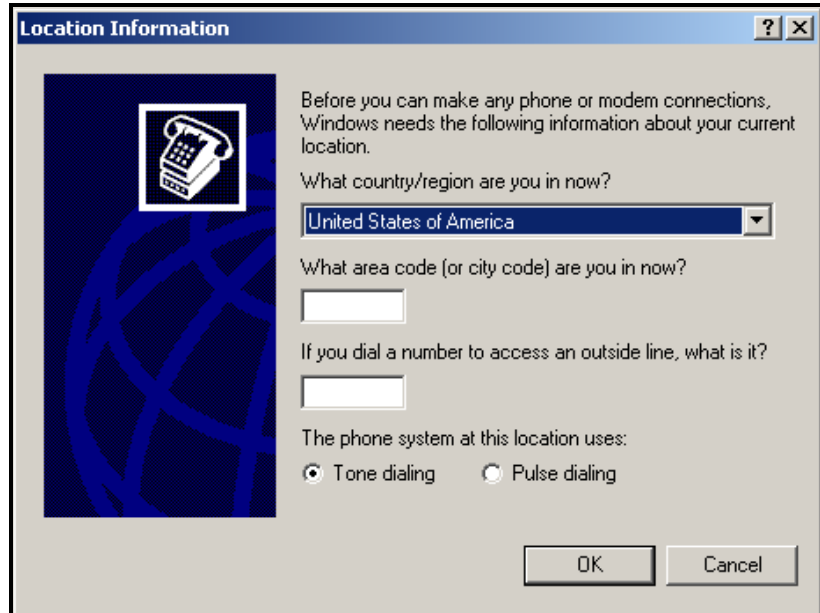 Location Information
Before you can make any phone or modem connections,
Windows needs the following information about your current
location.
What country/region are you in now?
United States of America
What area code (or city code) are you in now?
If you dial a number to access an outside line, what is it?
The phone system at this location uses:
Tone dialing Pulse dialing
OK Cancel